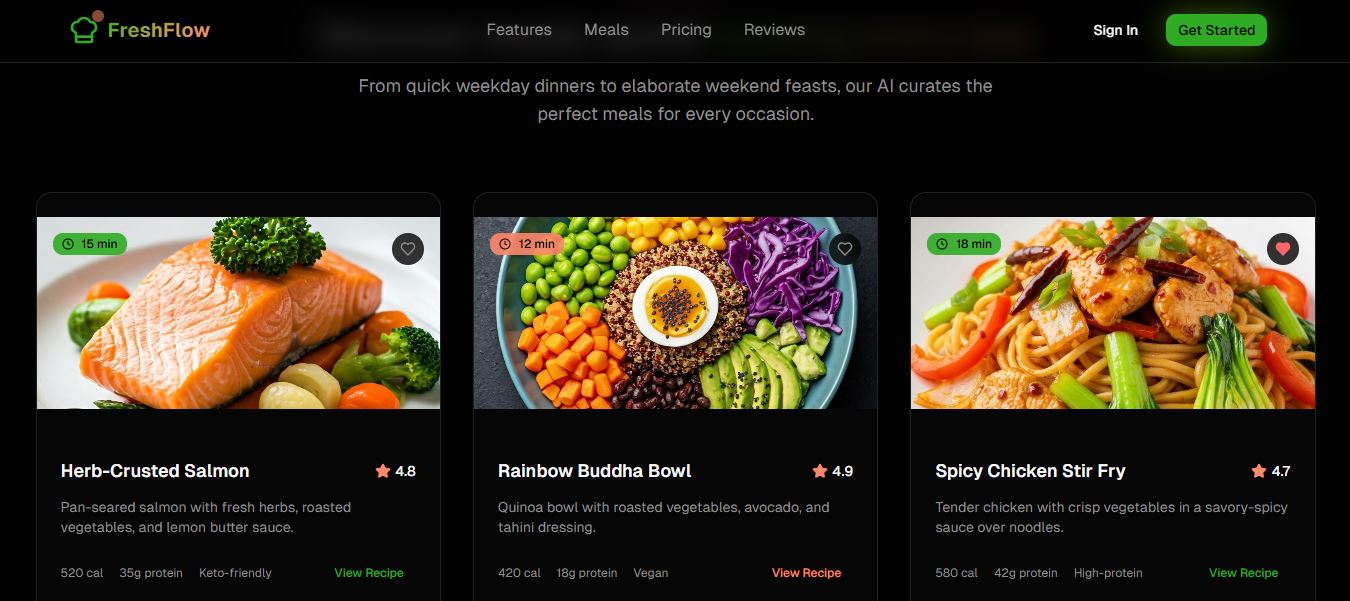 FreshFlow
Features
Meals
Pricing
Reviews
Sign In
Get Started
From quick weekday dinners to elaborate weekend feasts, our AI curates the
perfect meals for every occasion.
15 min
Herb-Crusted Salmon
4.8
Pan-seared salmon with fresh herbs, roasted
vegetables, and lemon butter sauce.
520 cal
35g protein
Keto-friendly
View Recipe
12 min
Rainbow Buddha Bowl
4.9
Quinoa bowl with roasted vegetables, avocado, and
tahini dressing.
420 cal
18g protein
Vegan
View Recipe
18 min
Spicy Chicken Stir Fry
4.7
Tender chicken with crisp vegetables in a savory-spicy
sauce over noodles.
580 cal
42g protein
High-protein
View Recipe